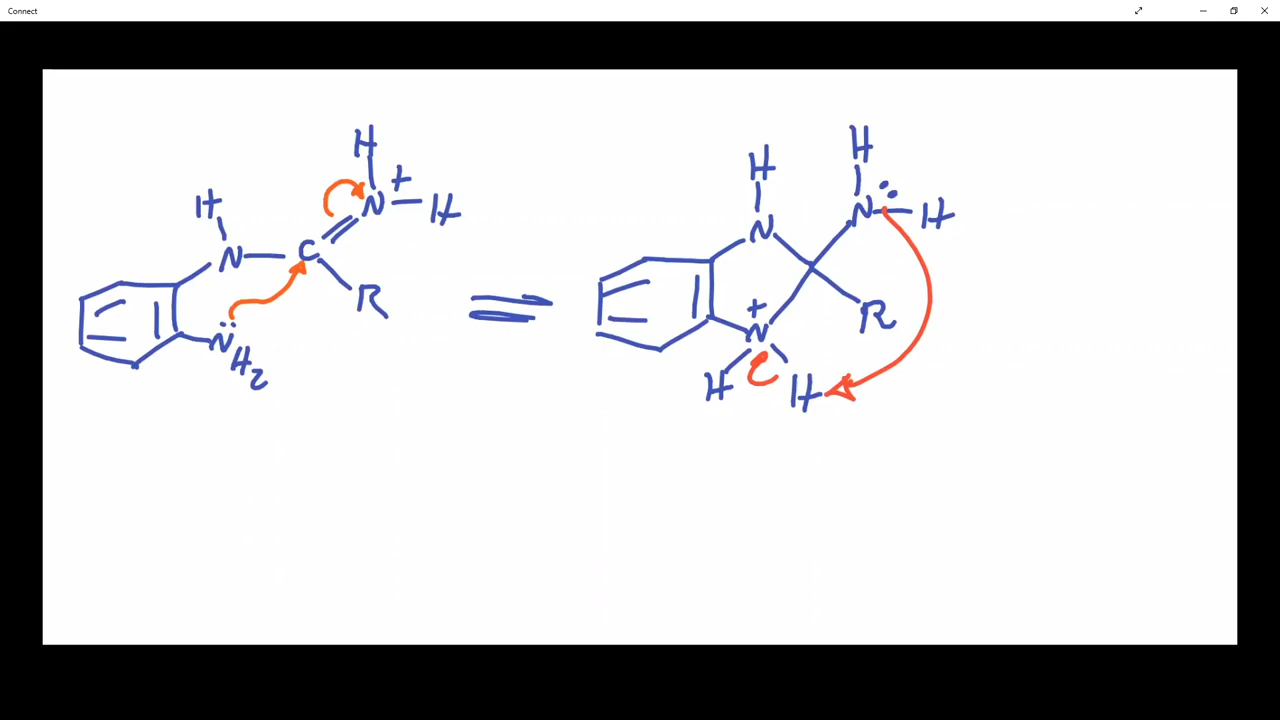 Connect
H H H H
H N + H N : H
N C N H
R + R
N H2 N
H H